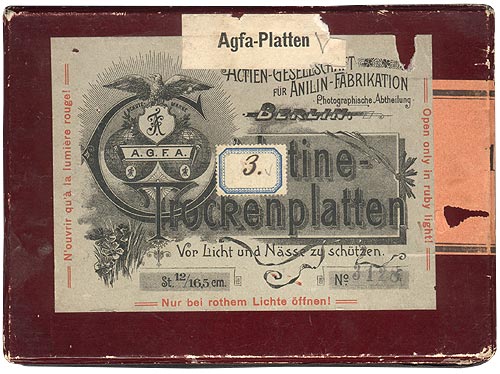 Agfa-Platten
ACTIEN-GESELLSCHAFT
FÜR ANILIN-FABRIKATION
Photographische Abtheilung
BERLIN.
A.G.F.A.
3.
tine-
Trockenplatten
Vor Licht und Nässe zu schützen.
St. 12/16,5 cm.
No
Nur bei rothem Lichte öffnen!
N'ouvrir qu'à la lumière rouge!
Open only in ruby light!